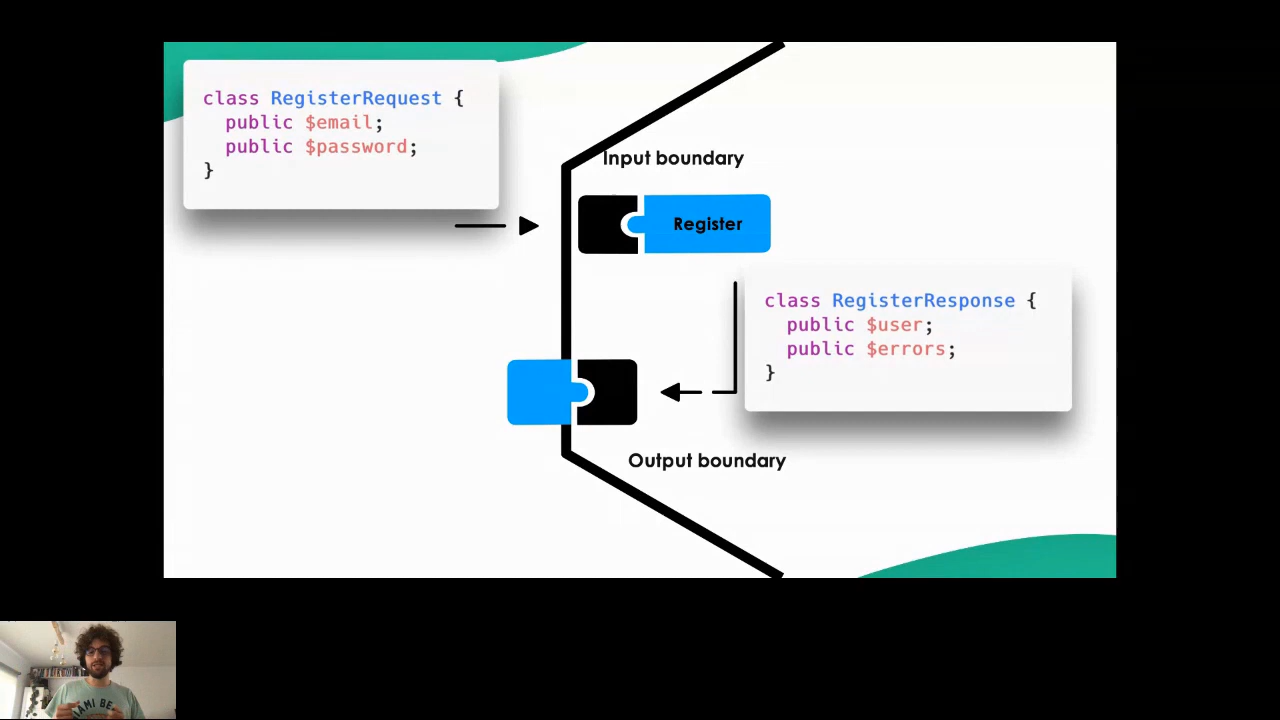 class RegisterRequest {
public $email;
public $password;
}
Input boundary
Register
class RegisterResponse {
public $user;
public $errors;
}
Output boundary